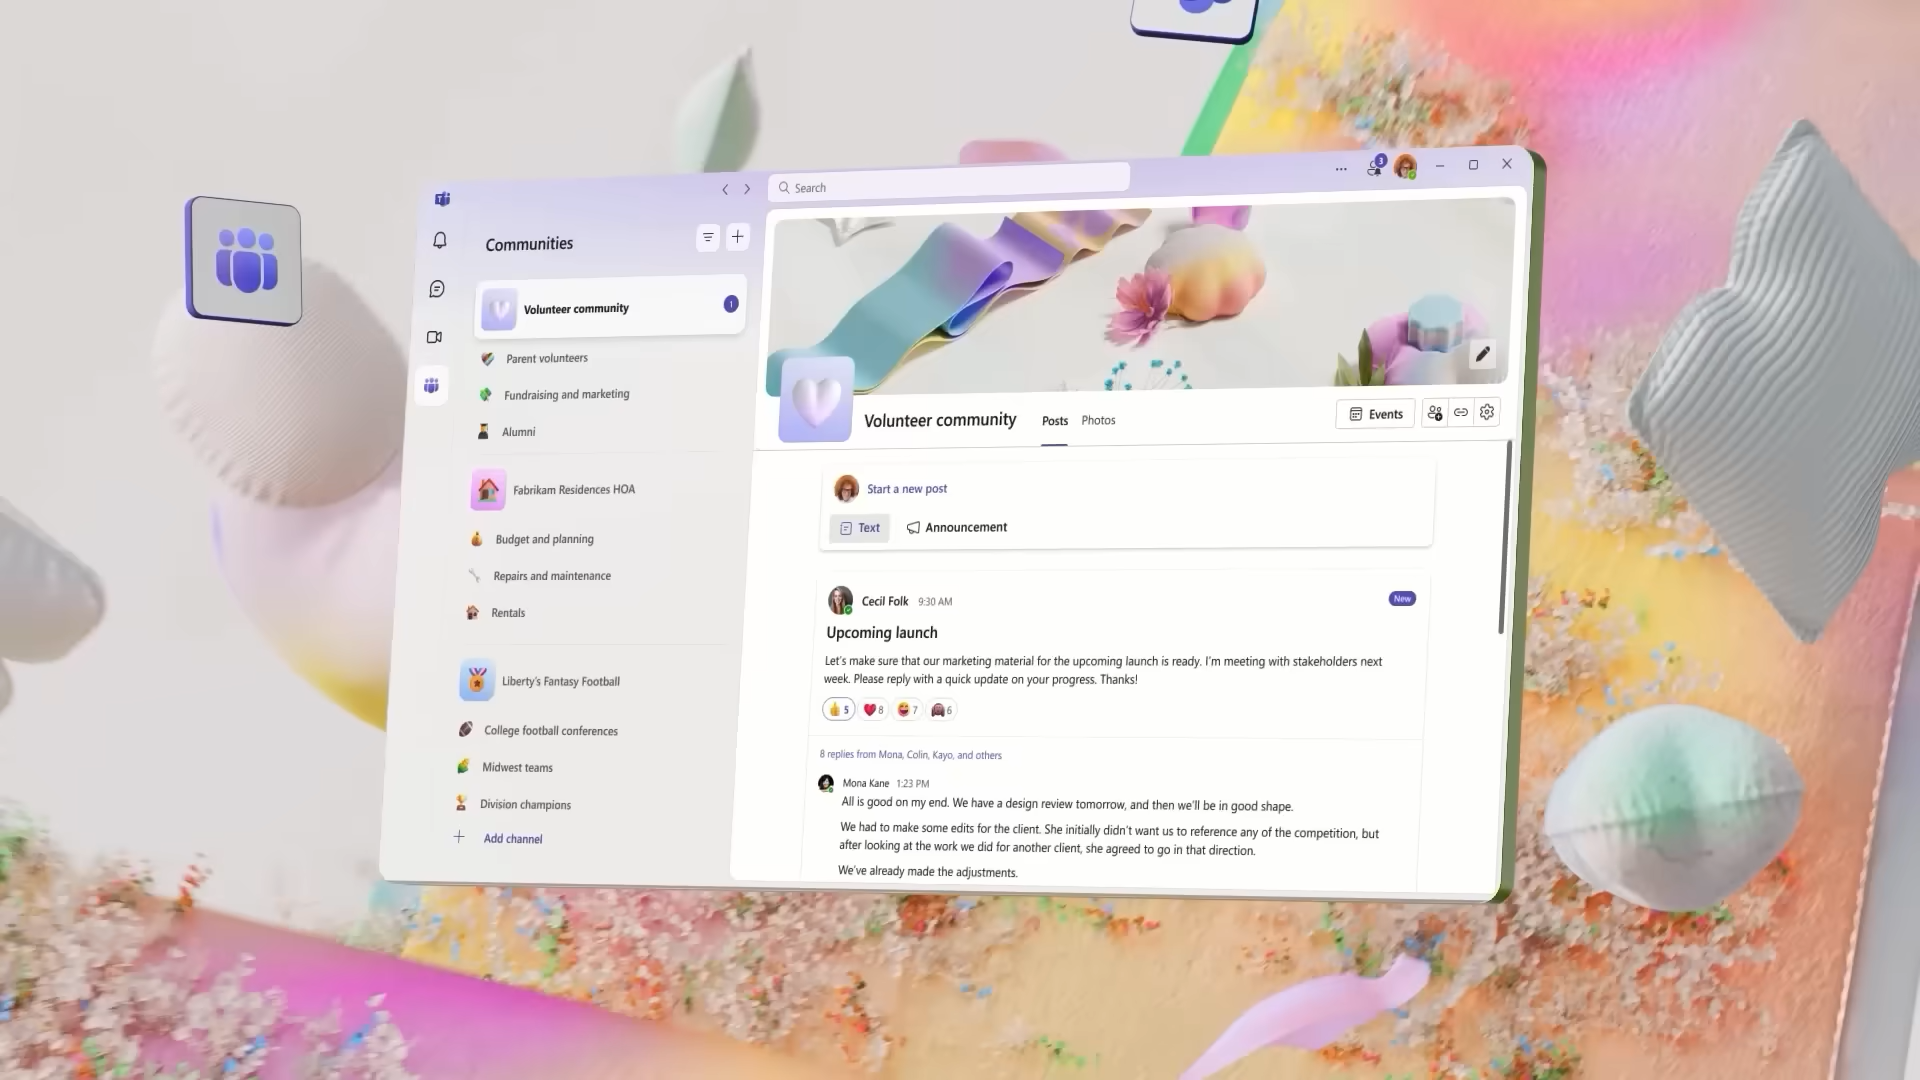 Search
3
Communities
Volunteer community
1
Parent volunteers
Fundraising and marketing
Alumni
Fabrikam Residences HOA
Budget and planning
Repairs and maintenance
Rentals
Liberty's Fantasy Football
College football conferences
Midwest teams
Division champions
Add channel
Volunteer community
Posts
Photos
Events
Start a new post
Text
Announcement
Cecil Folk 9:30 AM
New
Upcoming launch
Let's make sure that our marketing material for the upcoming launch is ready. I'm meeting with stakeholders next
week. Please reply with a quick update on your progress. Thanks!
5 8 7 6
8 replies from Mona, Colin, Kayo, and others
Mona Kane 1:23 PM
All is good on my end. We have a design review tomorrow, and then we'll be in good shape.
We had to make some edits for the client. She initially didn't want us to reference any of the competition, but
after looking at the work we did for another client, she agreed to go in that direction.
We've already made the adjustments.